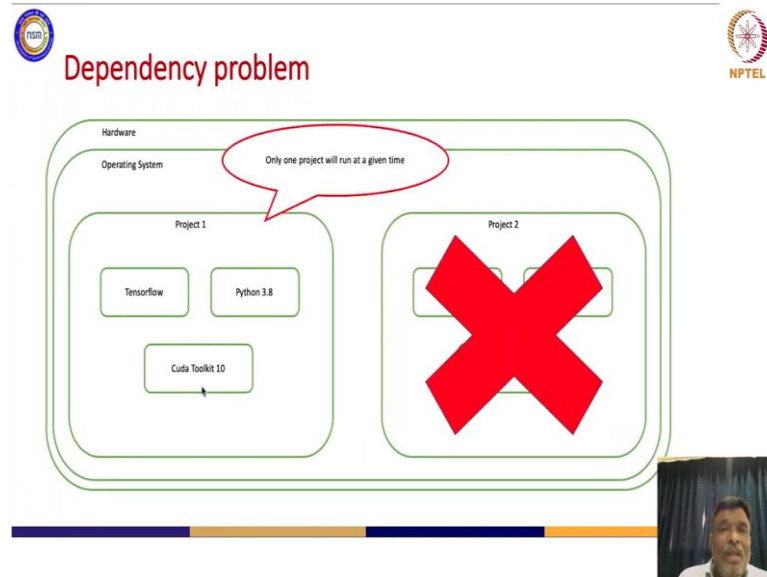 nsm
NPTEL
Dependency problem
Hardware
Operating System
Only one project will run at a given time
Project 1
Project 2
Tensorflow
Python 3.8
Cuda Toolkit 10